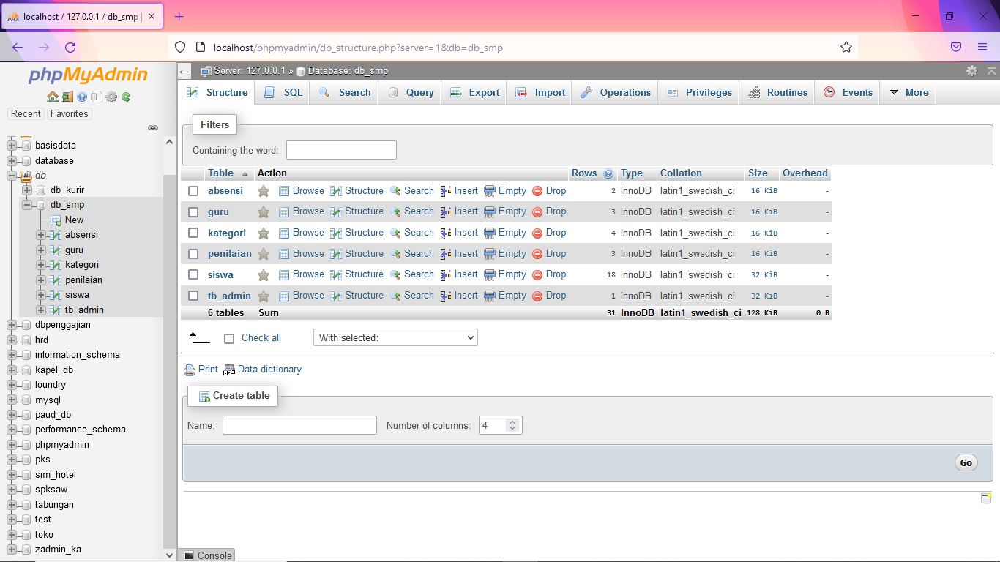 localhost / 127.0.0.1 / db_smp |
localhost/phpmyadmin/db_structure.php?server=1&db=db_smp
phpMyAdmin
Recent Favorites
basisdata
database
db
db_kurir
db_smp
New
absensi
guru
kategori
penilaian
siswa
tb_admin
dbpenggajian
hrd
information_schema
kapel_db
loundry
mysql
paud_db
performance_schema
phpmyadmin
pks
sim_hotel
spksaw
tabungan
test
toko
zadmin_ka
Server: 127.0.0.1 » Database: db_smp
Structure SQL Search Query Export Import Operations Privileges Routines Events More
Filters
Containing the word:
Table Action Rows Type Collation Size Overhead
absensi Browse Structure Search Insert Empty Drop 2 InnoDB latin1_swedish_ci 16 KiB -
guru Browse Structure Search Insert Empty Drop 3 InnoDB latin1_swedish_ci 16 KiB -
kategori Browse Structure Search Insert Empty Drop 4 InnoDB latin1_swedish_ci 16 KiB -
penilaian Browse Structure Search Insert Empty Drop 3 InnoDB latin1_swedish_ci 16 KiB -
siswa Browse Structure Search Insert Empty Drop 18 InnoDB latin1_swedish_ci 32 KiB -
tb_admin Browse Structure Search Insert Empty Drop 1 InnoDB latin1_swedish_ci 32 KiB -
6 tables Sum 31 InnoDB latin1_swedish_ci 128 KiB 0 B
Check all With selected:
Print Data dictionary
Create table
Name: Number of columns: 4
Go
Console